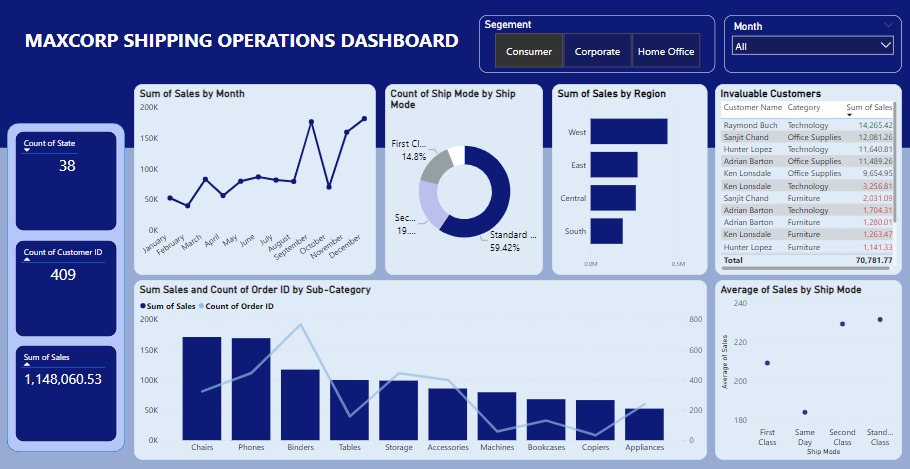 MAXCORP SHIPPING OPERATIONS DASHBOARD
Segement
Consumer
Corporate
Home Office
Month
All
Count of State
38
Count of Customer ID
409
Sum of Sales
1,148,060.53
Sum of Sales by Month
200K
150K
100K
50K
0K
January
February
March
April
May
June
July
August
September
October
November
December
Count of Ship Mode by Ship
Mode
First Cl...
14.8%
Sec...
19....
Standard ...
59.42%
Sum of Sales by Region
West
East
Central
South
0.0M
0.5M
Invaluable Customers
Customer Name Category Sum of Sales
Raymond Buch Technology 14,265.42
Sanjit Chand Office Supplies 12,081.26
Hunter Lopez Technology 11,640.81
Adrian Barton Office Supplies 11,489.26
Ken Lonsdale Office Supplies 9,654.95
Ken Lonsdale Technology 3,256.81
Sanjit Chand Furniture 2,031.09
Adrian Barton Technology 1,704.31
Adrian Barton Furniture 1,280.01
Ken Lonsdale Furniture 1,263.47
Hunter Lopez Furniture 1,141.33
Total 70,781.77
Sum Sales and Count of Order ID by Sub-Category
Sum of Sales Count of Order ID
200K
150K
100K
50K
0K
800
600
400
200
0
Chairs
Phones
Binders
Tables
Storage
Accessories
Machines
Bookcases
Copiers
Appliances
Average of Sales by Ship Mode
Average of Sales
240
220
200
180
First
Class
Same
Day
Second
Class
Stand...
Class
Ship Mode